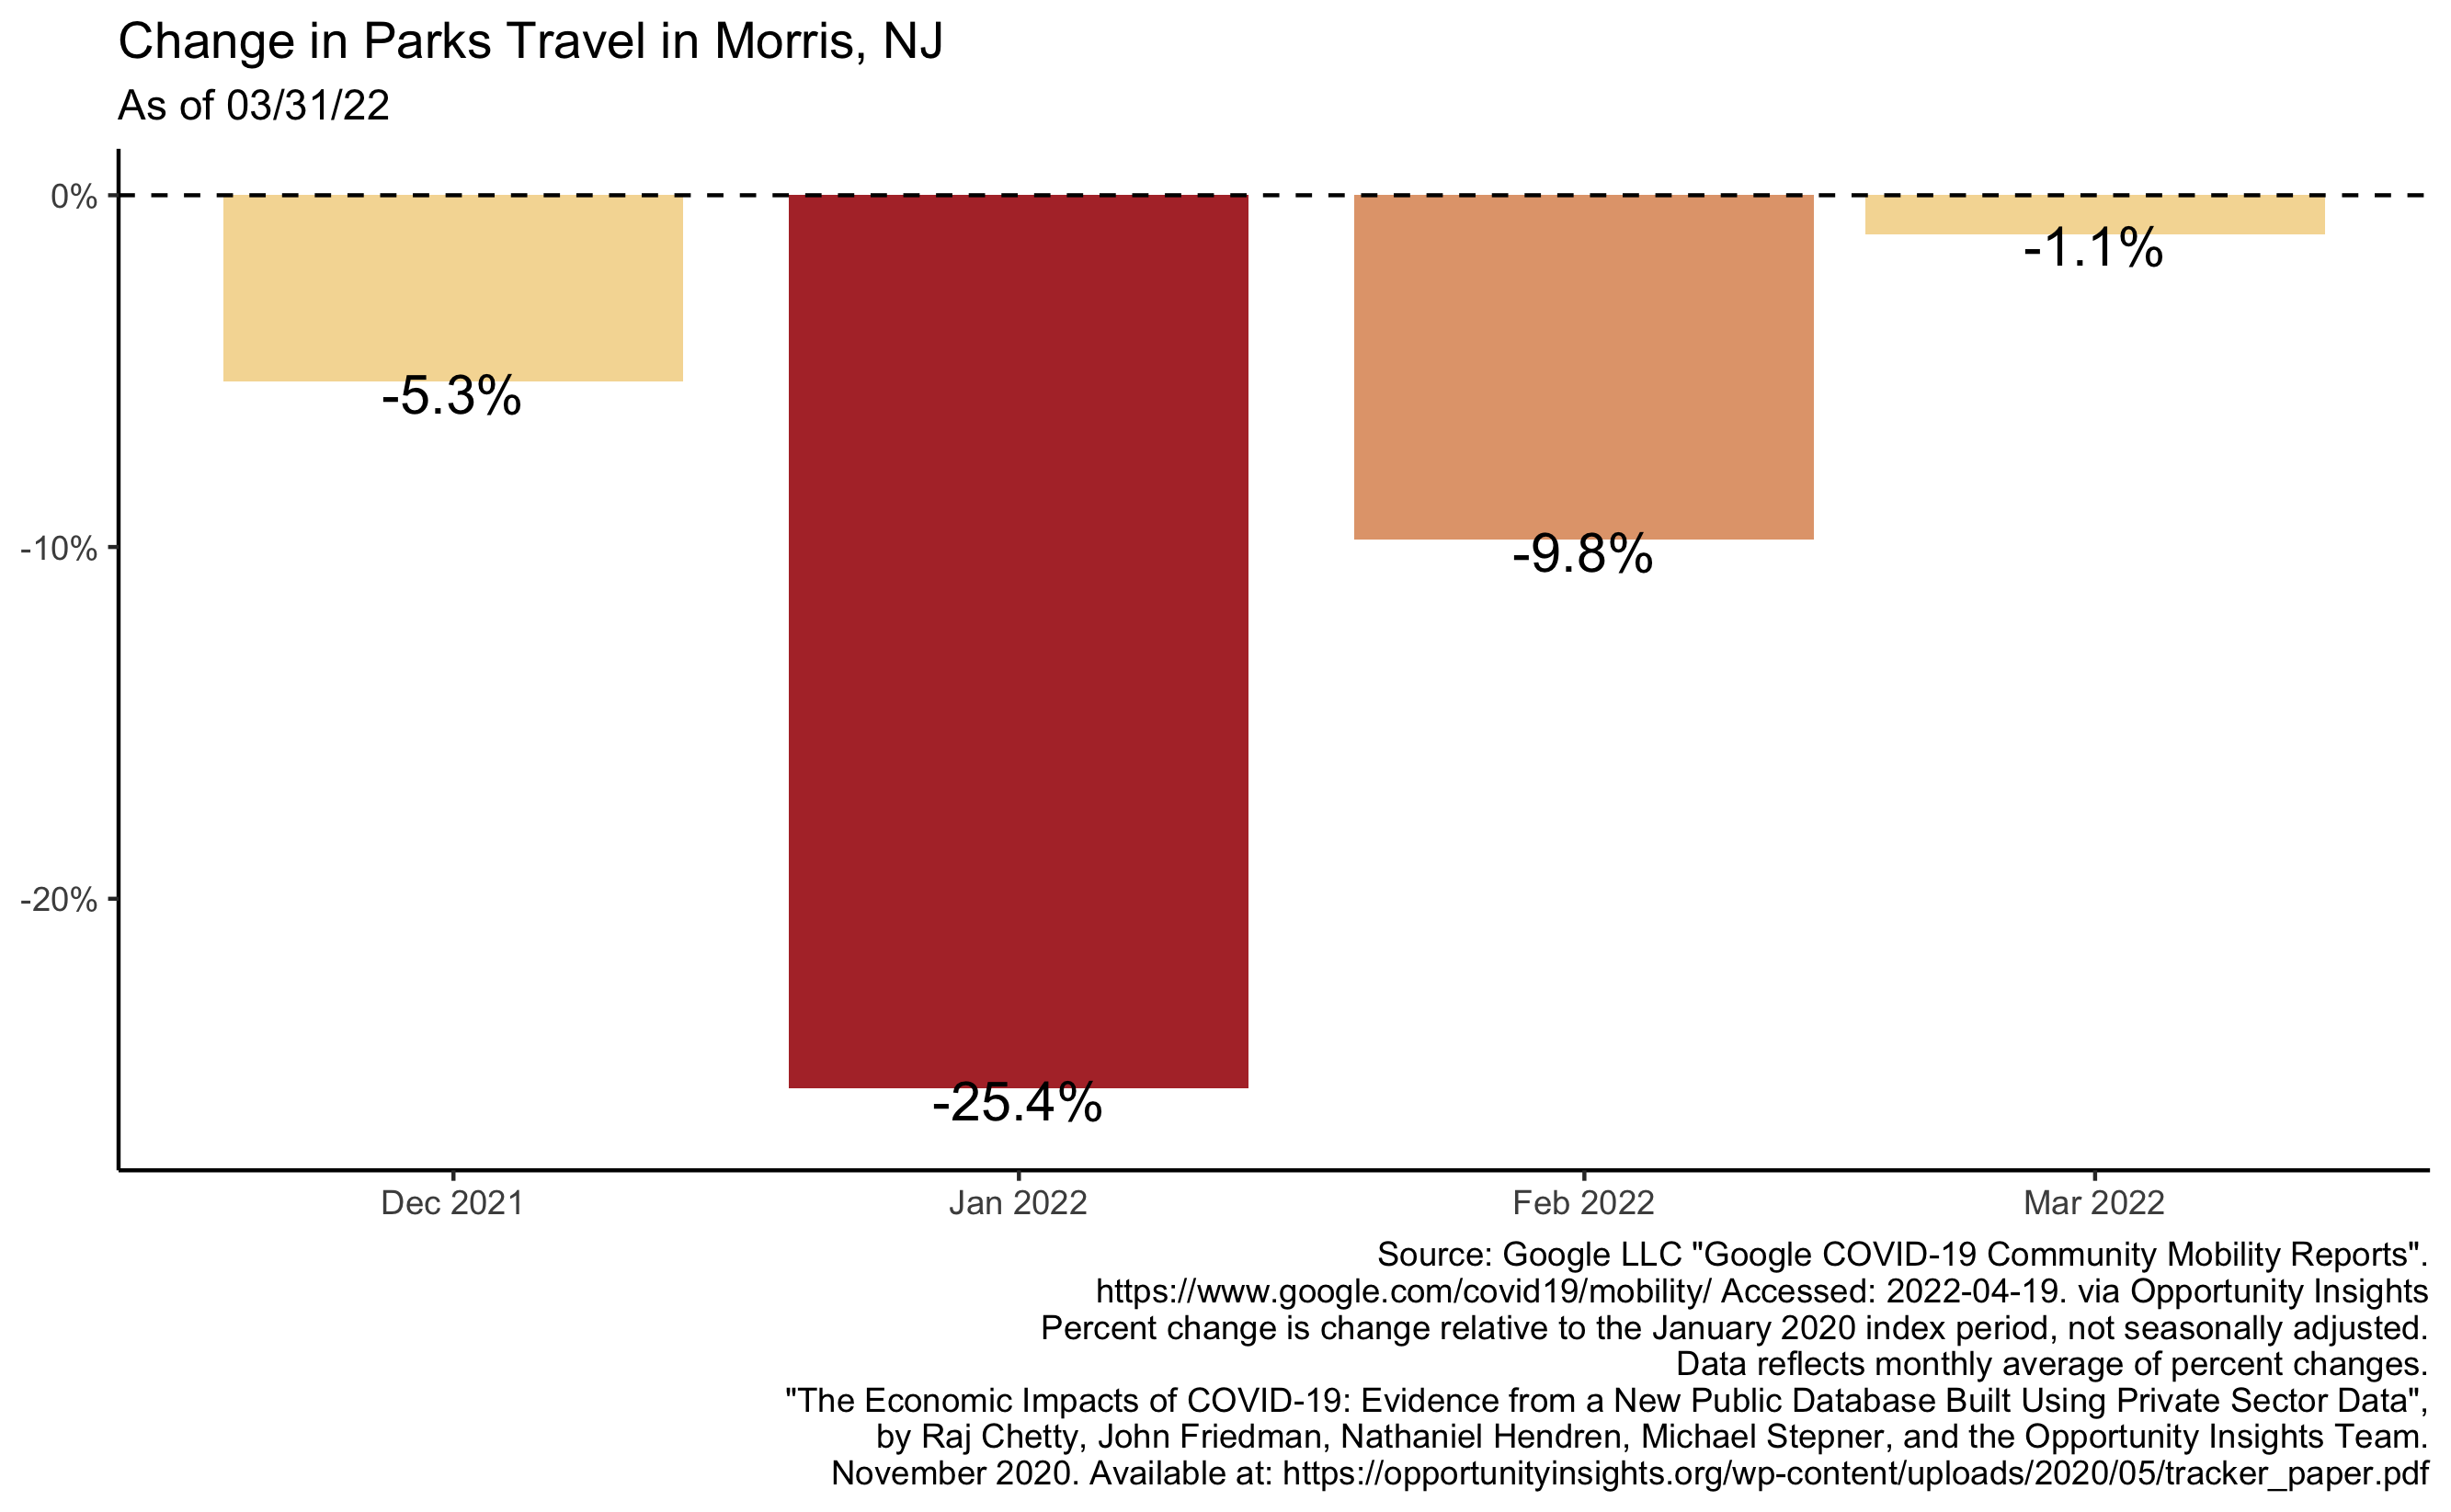 Change in Parks Travel in Morris, NJ
As of 03/31/22
0%
-10%
-20%
-5.3%
-25.4%
-9.8%
-1.1%
Dec 2021
Jan 2022
Feb 2022
Mar 2022
Source: Google LLC "Google COVID-19 Community Mobility Reports".
https://www.google.com/covid19/mobility/ Accessed: 2022-04-19. via Opportunity Insights
Percent change is change relative to the January 2020 index period, not seasonally adjusted.
Data reflects monthly average of percent changes.
"The Economic Impacts of COVID-19: Evidence from a New Public Database Built Using Private Sector Data",
by Raj Chetty, John Friedman, Nathaniel Hendren, Michael Stepner, and the Opportunity Insights Team.
November 2020. Available at: https://opportunityinsights.org/wp-content/uploads/2020/05/tracker_paper.pdf